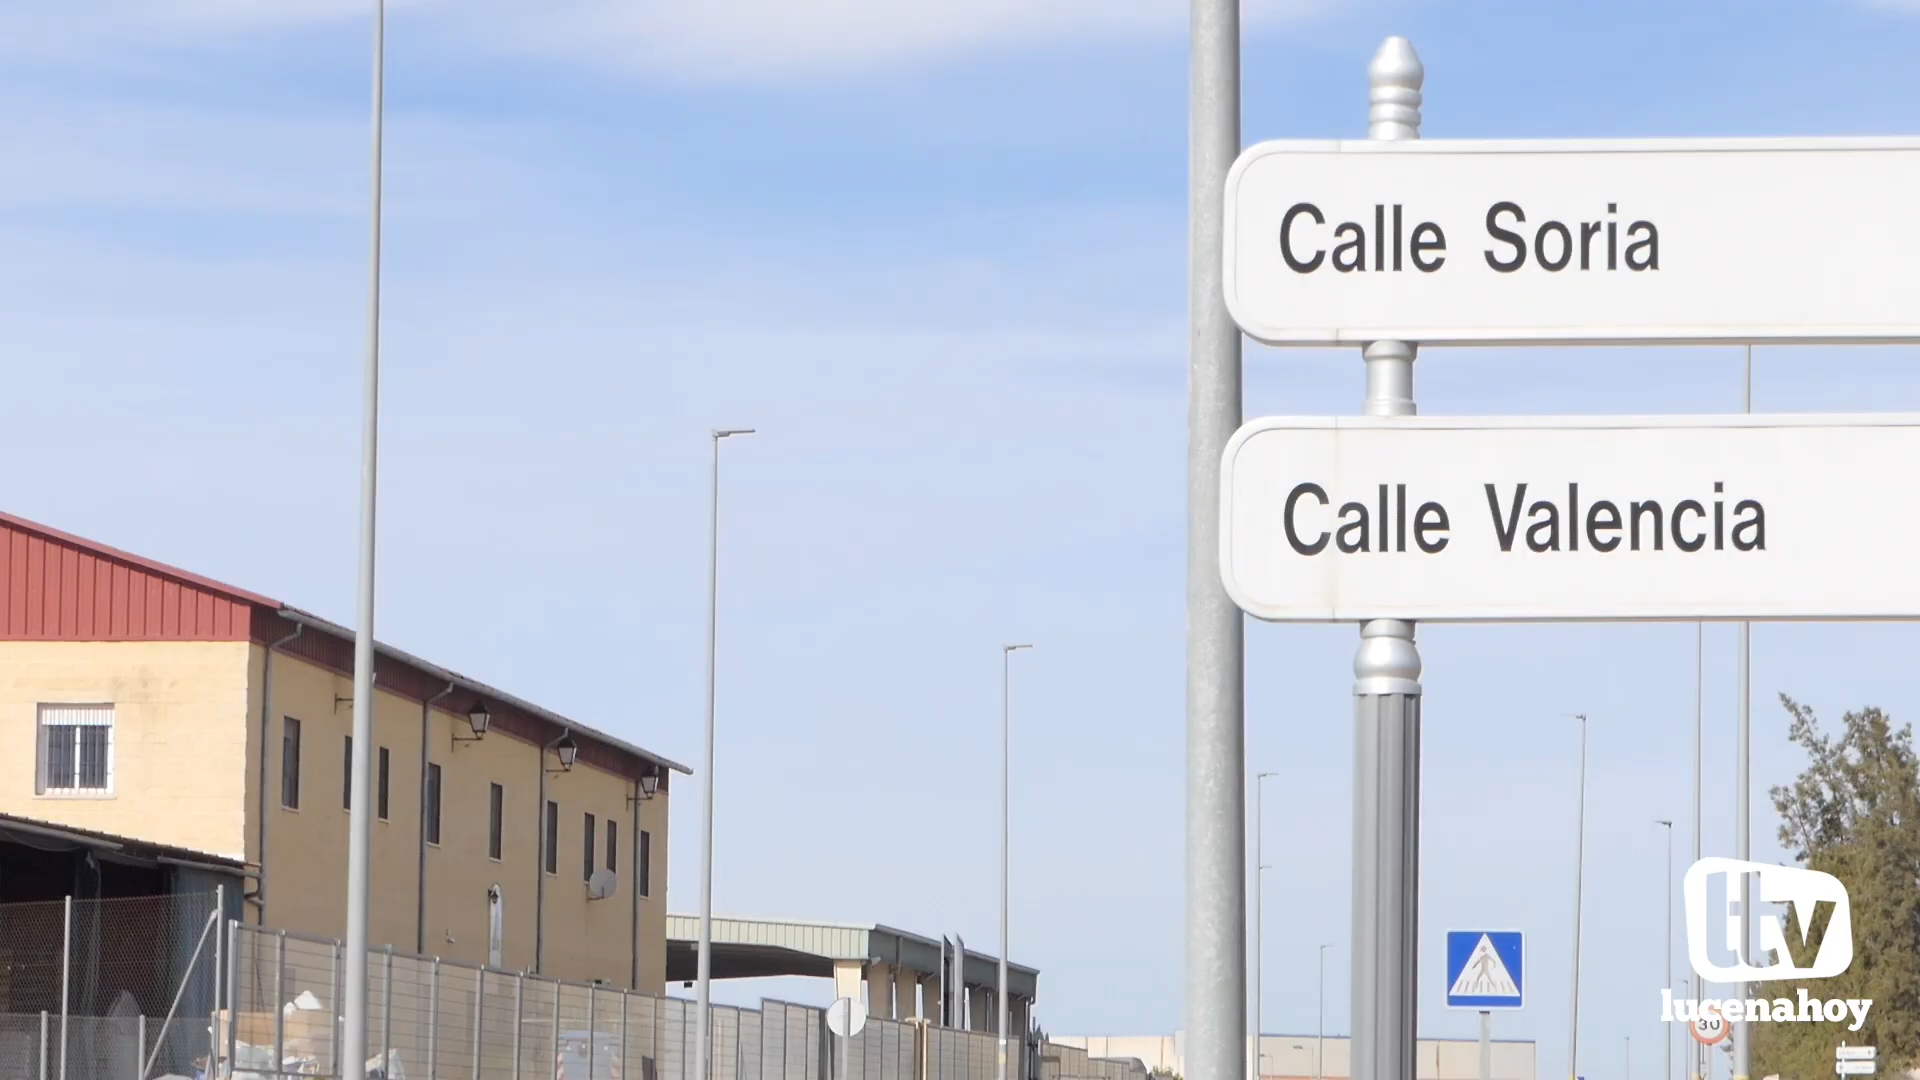 Calle Soria
Calle Valencia
ltv
lucenahoy
30